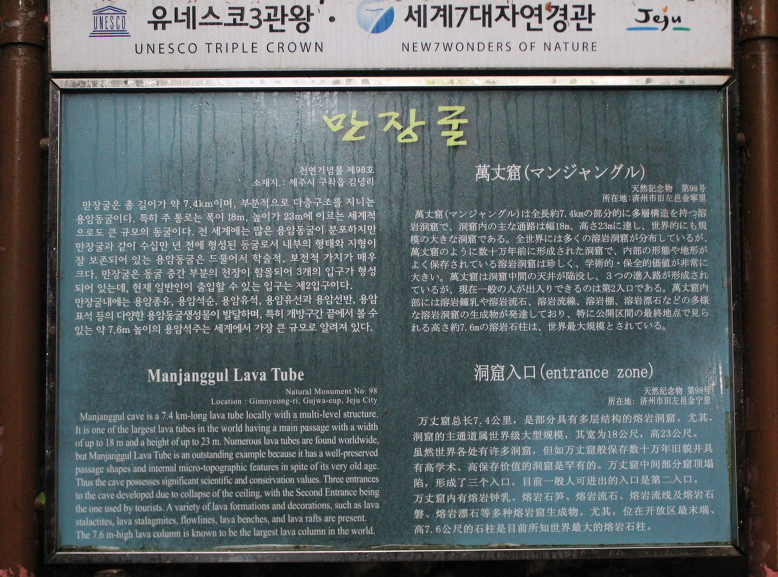 UNESCO
유네스코3관왕 · 세계7대자연경관
Jeju
UNESCO TRIPLE CROWN
NEW7WONDERS OF NATURE
만장굴
천연기념물 제98호
소재지 : 제주시 구좌읍 김녕리
만장굴은 총 길이가 약 7.4km이며, 부분적으로 다층구조를 지니는
용암동굴이다. 특히 주 통로는 폭이 18m, 높이가 23m에 이르는 세계적
으로도 큰 규모의 동굴이다. 전 세계에는 많은 용암동굴이 분포하지만
만장굴과 같이 수십만 년 전에 형성된 동굴로서 내부의 형태와 지형이
잘 보존되어 있는 용암동굴은 드물어서 학술적, 보전적 가치가 매우
크다. 만장굴은 동굴 중간 부분의 천장이 함몰되어 3개의 입구가 형성
되어 있는데, 현재 일반인이 출입할 수 있는 입구는 제2입구이다.
만장굴내에는 용암종유, 용암석순, 용암유석, 용암유선과 용암선반, 용암
표석 등의 다양한 용암동굴생성물이 발달하며, 특히 개방구간 끝에서 볼 수
있는 약 7.6m 높이의 용암석주는 세계에서 가장 큰 규모로 알려져 있다.
萬丈窟(マンジャングル)
天然記念物 第98号
所在地: 済州市旧左邑金寧里
萬丈窟(マンジャングル)は全長約7.4kmの部分的に多層構造を持つ溶
岩洞窟で、洞窟内の主な通路は幅18m、高さ23mに達し、世界的にも規
模の大きな洞窟である。全世界には多くの溶岩洞窟が分布しているが、
萬丈窟のように数十万年前に形成された洞窟で、内部の形態や地形が
よく保存されている溶岩洞窟は珍しく、学術的・保全的価値が非常に
大きい。萬丈窟は洞窟中間の天井が陥没し、3つの進入路が形成され
ているが、現在一般の人が出入りできるのは第2入口である。萬丈窟内
部には溶岩鍾乳や溶岩流石、溶岩流線、溶岩棚、溶岩漂石などの多様
な溶岩洞窟の生成物が発達しており、特に公開区間の最終地点で見ら
れる高さ約7.6mの溶岩石柱は、世界最大規模とされている。
Manjanggul Lava Tube
Natural Monument No. 98
Location : Gimnyeong-ri, Gujwa-eup, Jeju City
Manjanggul cave is a 7.4 km-long lava tube locally with a multi-level structure.
It is one of the largest lava tubes in the world having a main passage with a width
of up to 18 m and a height of up to 23 m. Numerous lava tubes are found worldwide,
but Manjanggul Lava Tube is an outstanding example because it has a well-preserved
passage shapes and internal micro-topographic features in spite of its very old age.
Thus the cave possesses significant scientific and conservation values. Three entrances
to the cave developed due to collapse of the ceiling, with the Second Entrance being
the one used by tourists. A variety of lava formations and decorations, such as lava
stalactites, lava stalagmites, flowlines, lava benches, and lava rafts are present.
The 7.6 m-high lava column is known to be the largest lava column in the world.
洞窟入口(entrance zone)
天然纪念物 第98号
所在地: 济州市旧左邑金宁里
万丈窟总长7,4公里，是部分具有多层结构的熔岩洞窟。尤其，
洞窟的主通道属世界级大型规模，其宽为18公尺，高23公尺。
虽然世界各处有许多洞窟，但如万丈窟般保存数十万年旧貌并具
有高学术、高保存价值的洞窟是罕有的。万丈窟中间部分窟顶塌
陷，形成了三个入口。目前一般人可进出的入口是第二入口。
万丈窟内有熔岩钟乳、熔岩石笋、熔岩流石、熔岩流线及熔岩石
磐、熔岩漂石等多种熔岩窟生成物。尤其，位在开放区最末端、
高7.6公尺的石柱是目前所知世界最大的熔岩石柱。